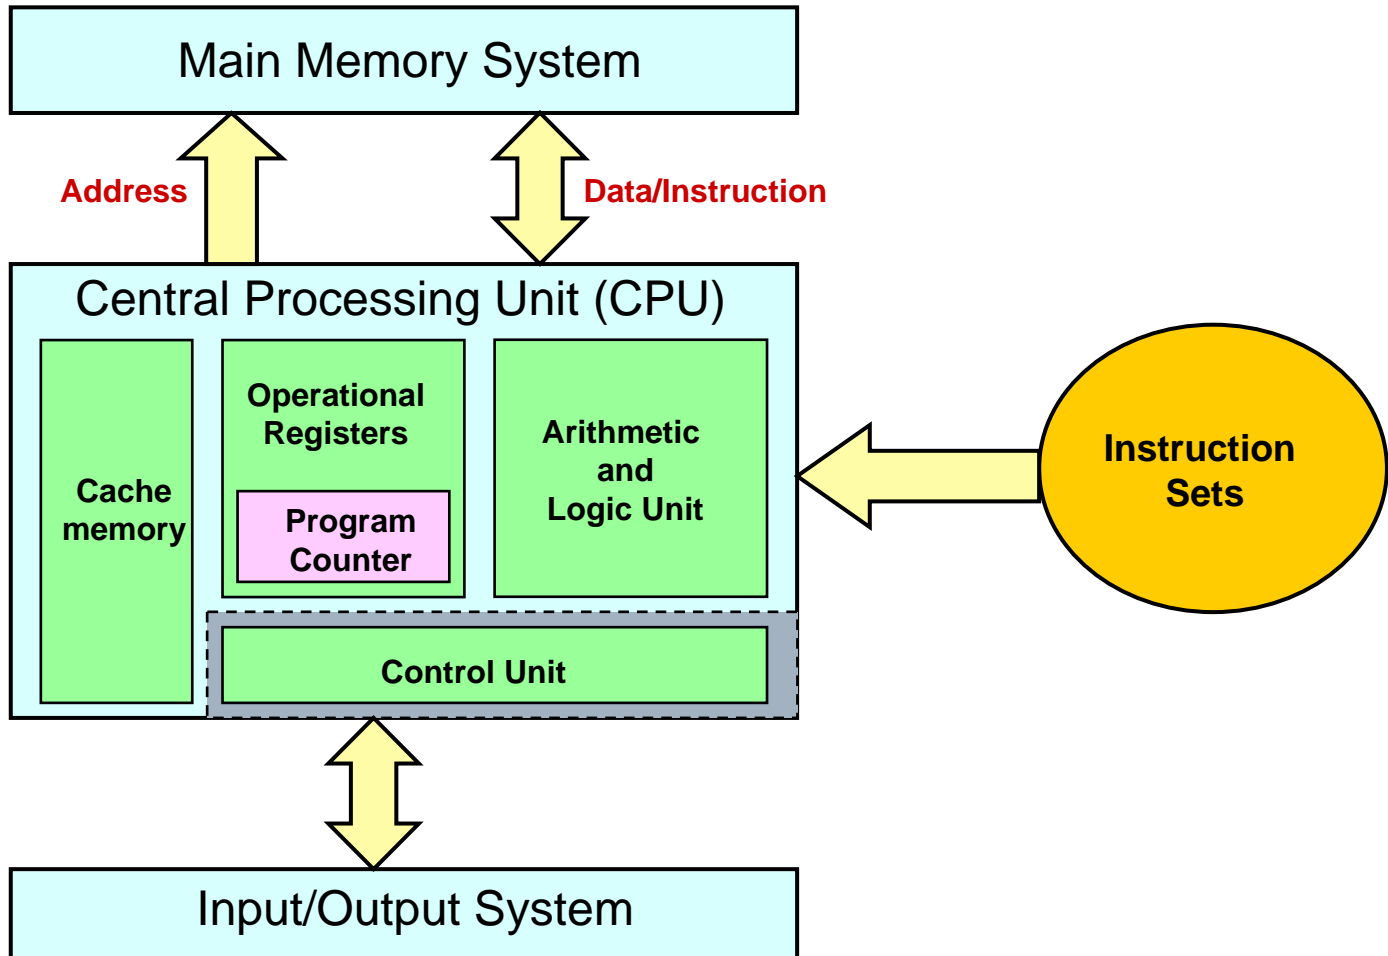 Main Memory System
Address
Data/Instruction
Central Processing Unit (CPU)
Cache
memory
Operational
Registers
Program
Counter
Arithmetic
and
Logic Unit
Control Unit
Instruction
Sets
Input/Output System